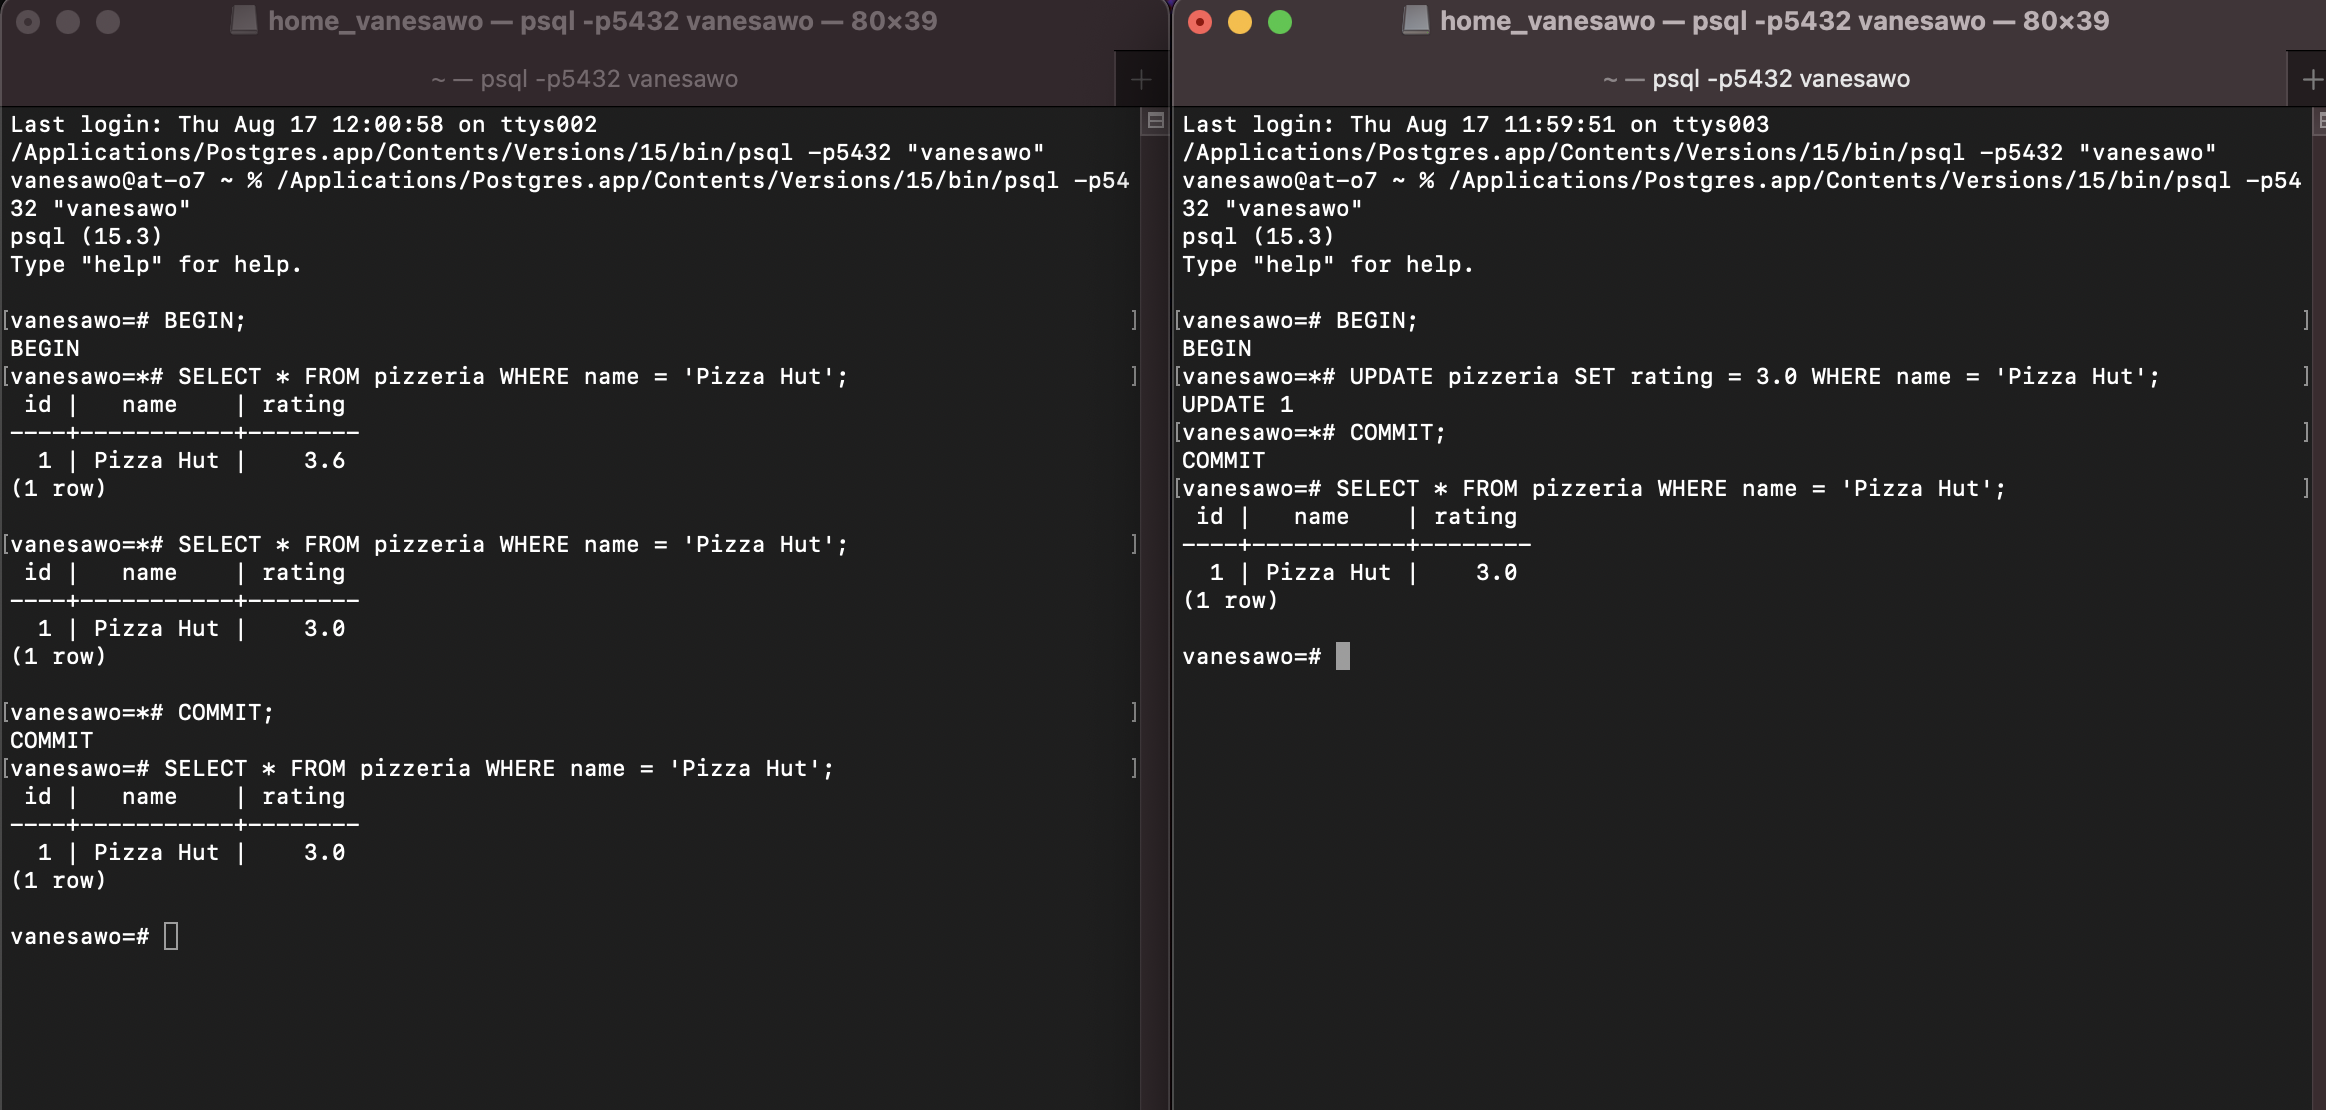 home_vanesawo — psql -p5432 vanesawo — 80×39
~ — psql -p5432 vanesawo
Last login: Thu Aug 17 12:00:58 on ttys002
/Applications/Postgres.app/Contents/Versions/15/bin/psql -p5432 "vanesawo"
vanesawo@at-o7 ~ % /Applications/Postgres.app/Contents/Versions/15/bin/psql -p54
32 "vanesawo"
psql (15.3)
Type "help" for help.
[vanesawo=# BEGIN; ]
BEGIN
[vanesawo=*# SELECT * FROM pizzeria WHERE name = 'Pizza Hut'; ]
 id |   name    | rating
----+-----------+--------
  1 | Pizza Hut |    3.6
(1 row)
[vanesawo=*# SELECT * FROM pizzeria WHERE name = 'Pizza Hut'; ]
 id |   name    | rating
----+-----------+--------
  1 | Pizza Hut |    3.0
(1 row)
[vanesawo=*# COMMIT; ]
COMMIT
[vanesawo=# SELECT * FROM pizzeria WHERE name = 'Pizza Hut'; ]
 id |   name    | rating
----+-----------+--------
  1 | Pizza Hut |    3.0
(1 row)
vanesawo=#
home_vanesawo — psql -p5432 vanesawo — 80×39
~ — psql -p5432 vanesawo
Last login: Thu Aug 17 11:59:51 on ttys003
/Applications/Postgres.app/Contents/Versions/15/bin/psql -p5432 "vanesawo"
vanesawo@at-o7 ~ % /Applications/Postgres.app/Contents/Versions/15/bin/psql -p54
32 "vanesawo"
psql (15.3)
Type "help" for help.
[vanesawo=# BEGIN; ]
BEGIN
[vanesawo=*# UPDATE pizzeria SET rating = 3.0 WHERE name = 'Pizza Hut'; ]
UPDATE 1
[vanesawo=*# COMMIT; ]
COMMIT
[vanesawo=# SELECT * FROM pizzeria WHERE name = 'Pizza Hut'; ]
 id |   name    | rating
----+-----------+--------
  1 | Pizza Hut |    3.0
(1 row)
vanesawo=#